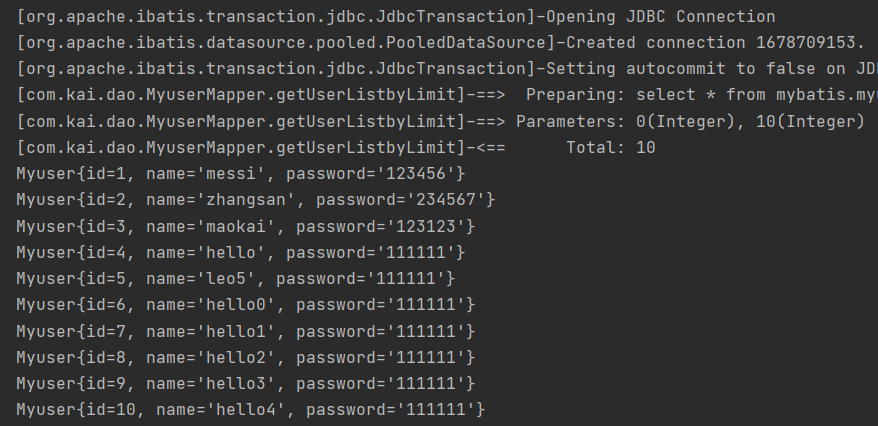 [org.apache.ibatis.transaction.jdbc.JdbcTransaction]-Opening JDBC Connection
[org.apache.ibatis.datasource.pooled.PooledDataSource]-Created connection 1678709153.
[org.apache.ibatis.transaction.jdbc.JdbcTransaction]-Setting autocommit to false on
[com.kai.dao.MyuserMapper.getUserListbyLimit]-==>  Preparing: select * from
[com.kai.dao.MyuserMapper.getUserListbyLimit]-==> Parameters: 0(Integer), 10(Integer)
[com.kai.dao.MyuserMapper.getUserListbyLimit]-<==      Total: 10
Myuser{id=1, name='messi', password='123456'}
Myuser{id=2, name='zhangsan', password='234567'}
Myuser{id=3, name='maokai', password='123123'}
Myuser{id=4, name='hello', password='111111'}
Myuser{id=5, name='leo5', password='111111'}
Myuser{id=6, name='hello0', password='111111'}
Myuser{id=7, name='hello1', password='111111'}
Myuser{id=8, name='hello2', password='111111'}
Myuser{id=9, name='hello3', password='111111'}
Myuser{id=10, name='hello4', password='111111'}